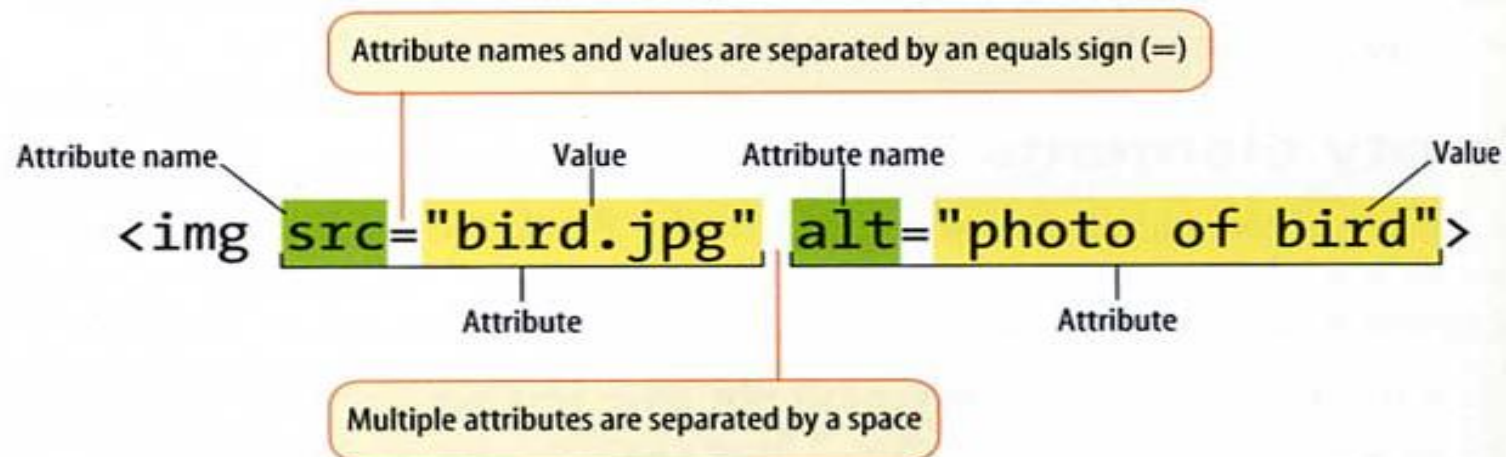 Attribute names and values are separated by an equals sign (=)
Attribute name Value Attribute name Value
<img src="bird.jpg" alt="photo of bird">
Attribute Attribute
Multiple attributes are separated by a space